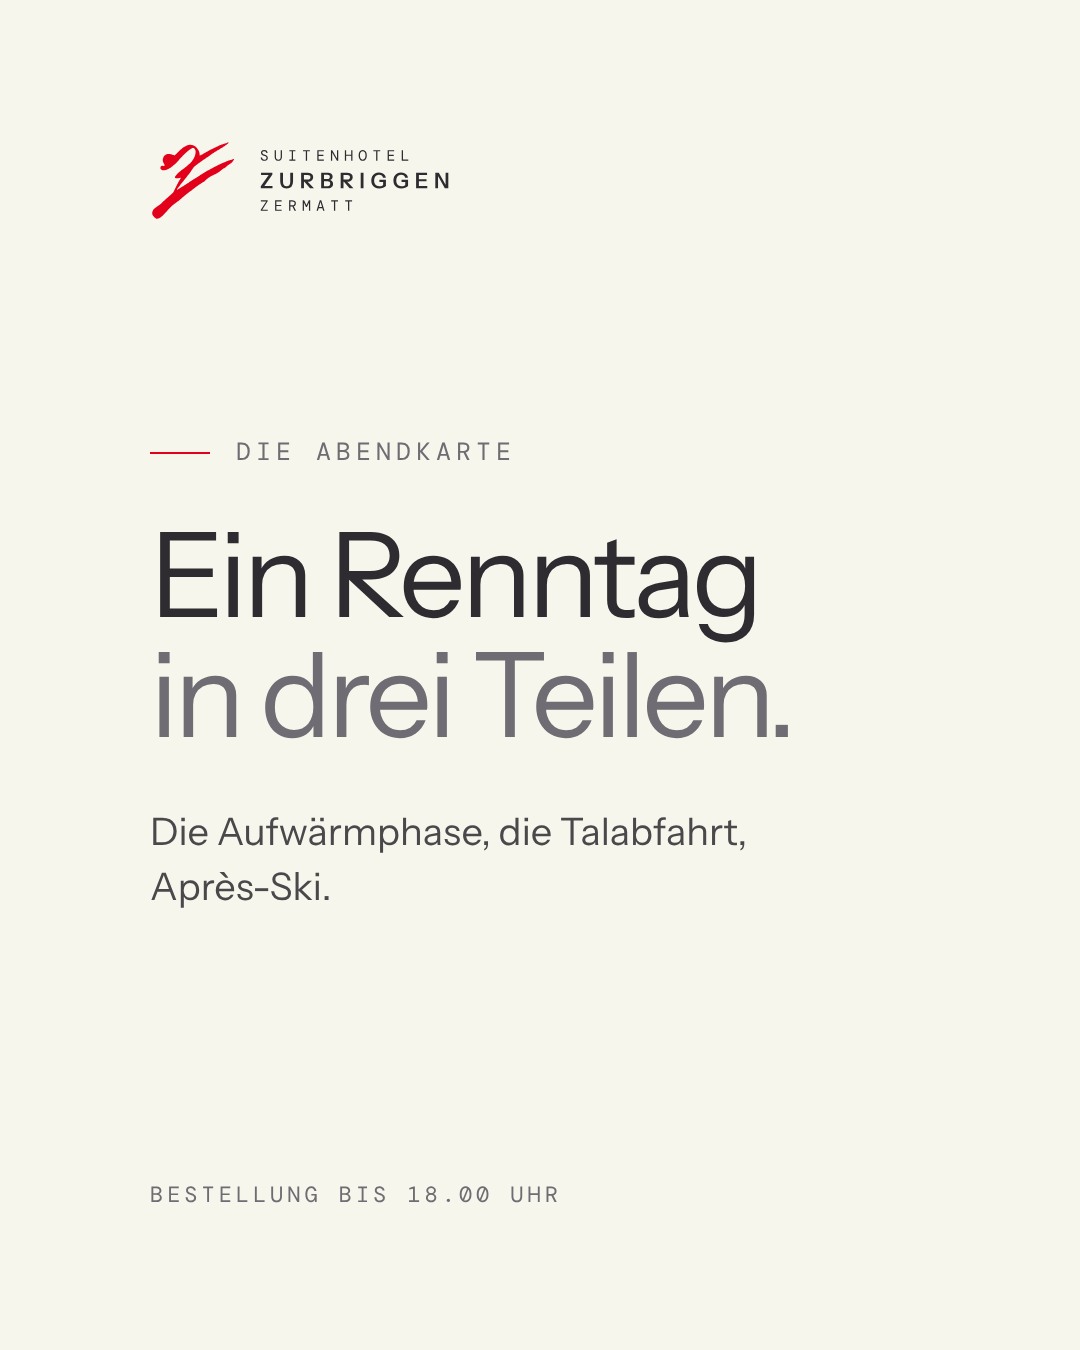 SUITENHOTEL
ZURBRIGGEN
ZERMATT
DIE ABENDKARTE
Ein Renntag
in drei Teilen.
Die Aufwärmphase, die Talabfahrt,
Après-Ski.
BESTELLUNG BIS 18.00 UHR